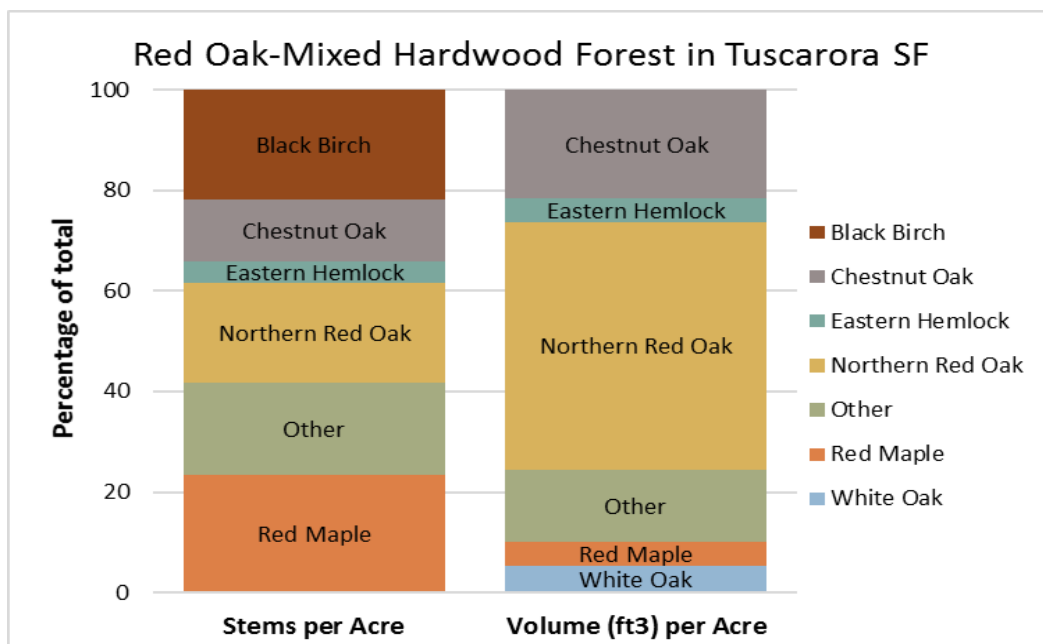 Red Oak-Mixed Hardwood Forest in Tuscarora SF
Percentage of total
100
80
60
40
20
0
Black Birch
Chestnut Oak
Eastern Hemlock
Northern Red Oak
Other
Red Maple
Chestnut Oak
Eastern Hemlock
Northern Red Oak
Other
Red Maple
White Oak
Stems per Acre
Volume (ft3) per Acre
Black Birch
Chestnut Oak
Eastern Hemlock
Northern Red Oak
Other
Red Maple
White Oak